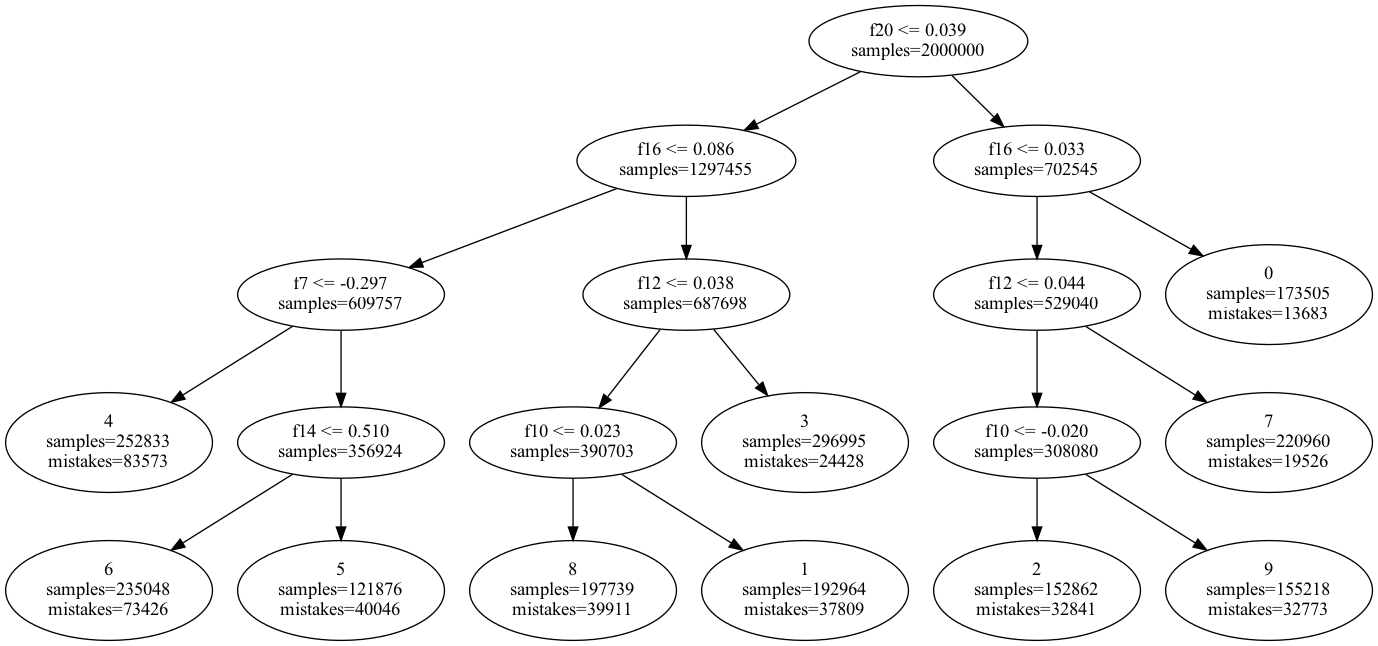 f20 <= 0.039
samples=2000000
f16 <= 0.086
samples=1297455
f16 <= 0.033
samples=702545
f7 <= -0.297
samples=609757
f12 <= 0.038
samples=687698
f12 <= 0.044
samples=529040
0
samples=173505
mistakes=13683
4
samples=252833
mistakes=83573
f14 <= 0.510
samples=356924
f10 <= 0.023
samples=390703
3
samples=296995
mistakes=24428
f10 <= -0.020
samples=308080
7
samples=220960
mistakes=19526
6
samples=235048
mistakes=73426
5
samples=121876
mistakes=40046
8
samples=197739
mistakes=39911
1
samples=192964
mistakes=37809
2
samples=152862
mistakes=32841
9
samples=155218
mistakes=32773